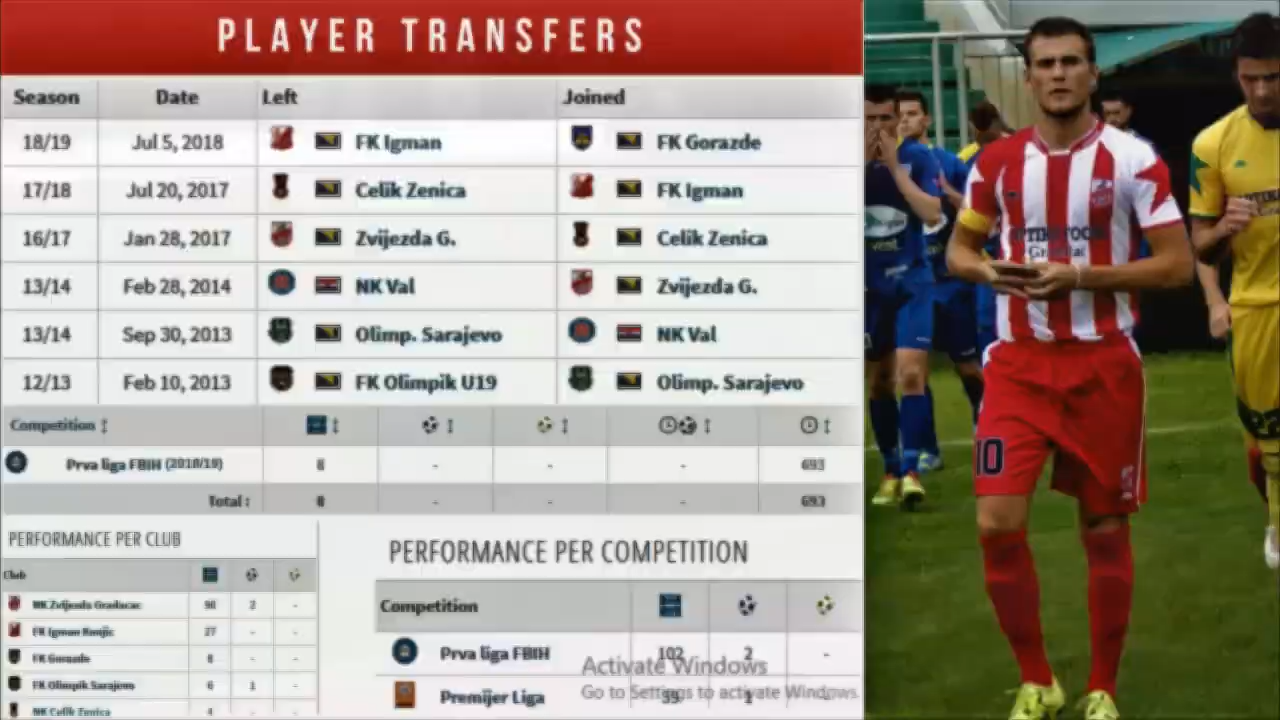 PLAYER TRANSFERS
Season Date Left Joined
18/19 Jul 5, 2018 FK Igman FK Gorazde
17/18 Jul 20, 2017 Celik Zenica FK Igman
16/17 Jan 28, 2017 Zvijezda G. Celik Zenica
13/14 Feb 28, 2014 NK Val Zvijezda G.
13/14 Sep 30, 2013 Olimp. Sarajevo NK Val
12/13 Feb 10, 2013 FK Olimpik U19 Olimp. Sarajevo
Competition
Prva liga FBIH (2018/19) - - - 693
Total : - - - 693
PERFORMANCE PER CLUB
Club
NK Zvijezda Gradacac 2 -
FK Igman Konjic 27 - -
FK Gorazde - -
FK Olimpik Sarajevo 6 1 -
NK Celik Zenica 4 - -
PERFORMANCE PER COMPETITION
Competition
Prva liga FBIH 102 2 -
Premijer Liga 39 1
Activate Windows
Go to Settings to activate Windows.
10